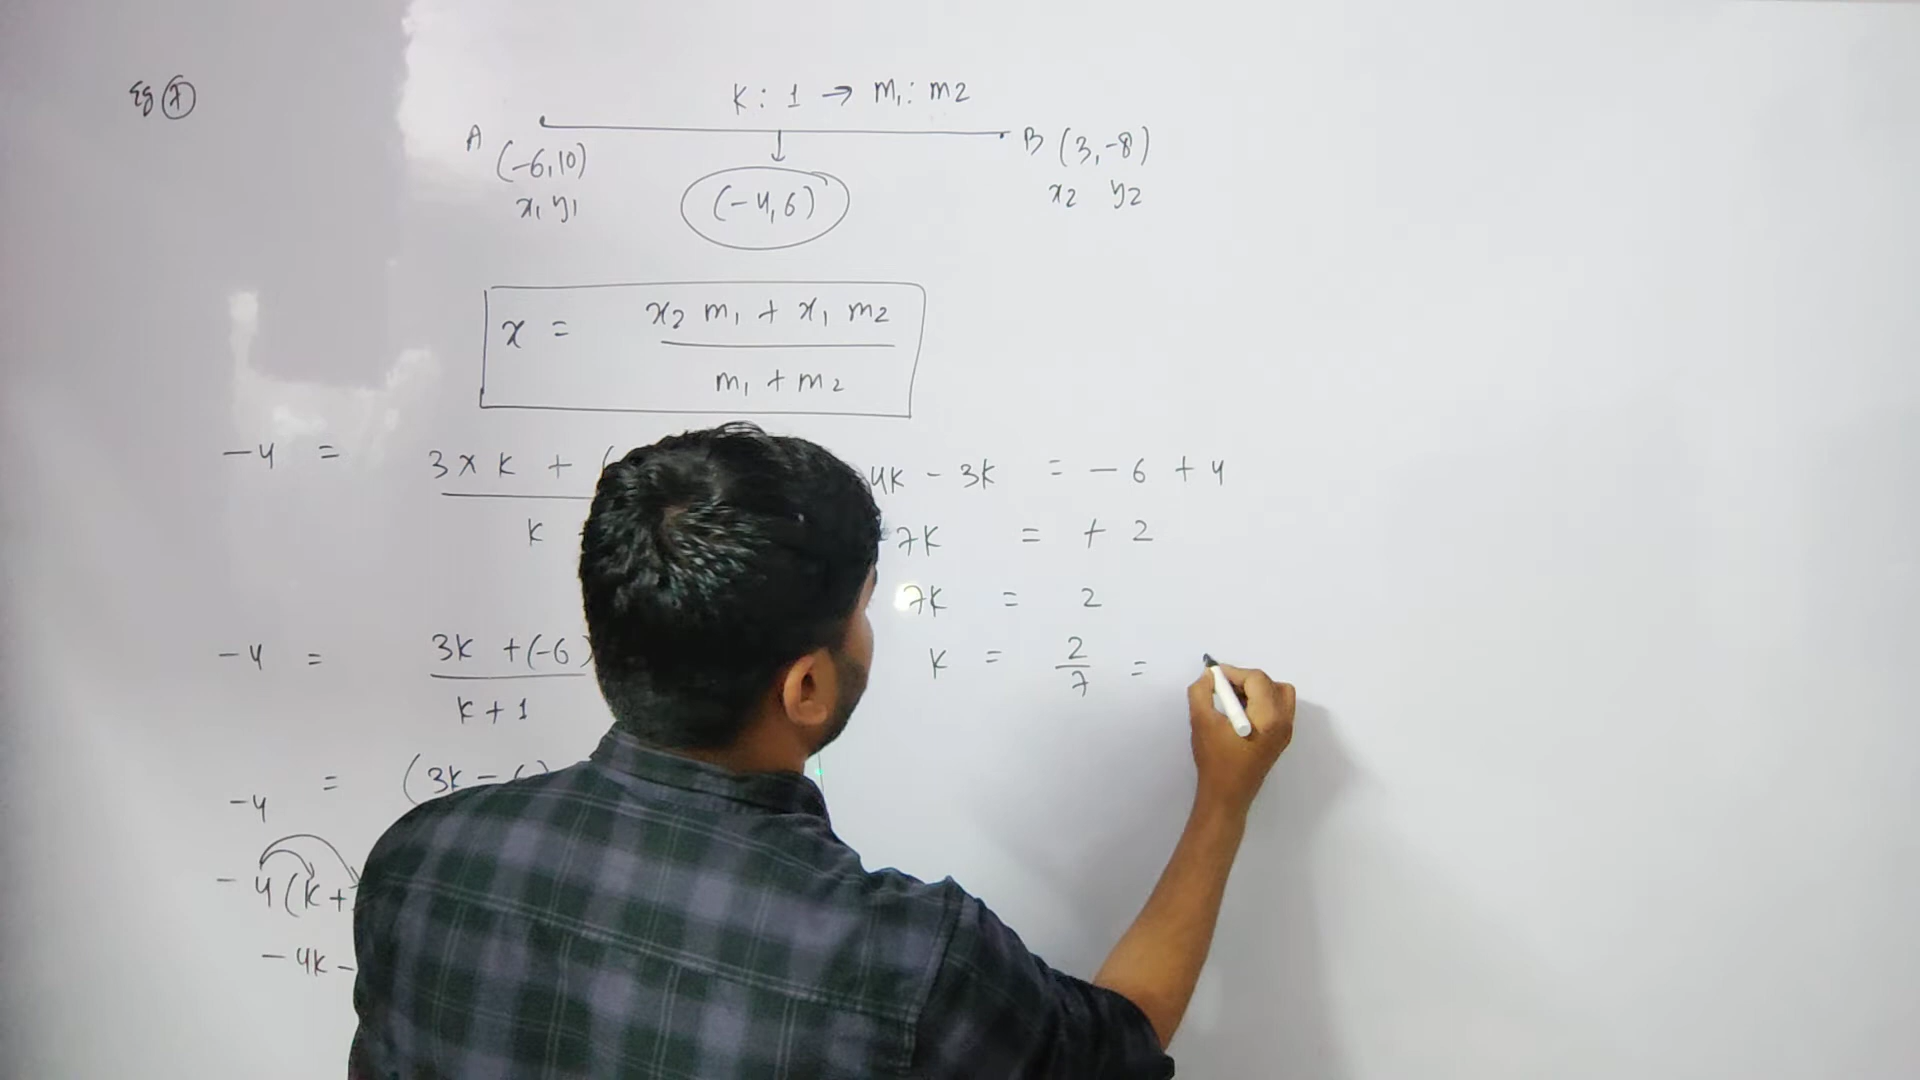 Eg 7
K : 1 → m₁ : m₂
A (-6,10) B (3,-8)
x₁ y₁ (-4,6) x₂ y₂
x = x₂ m₁ + x₁ m₂ / m₁ + m₂
-4 = 3 × k + ( / k
-4 = 3k + (-6) / k + 1
-4 = (3k - 6)
-4(k+
-4k -
4k - 3k = -6 + 4
7k = + 2
7k = 2
k = 2/7 =